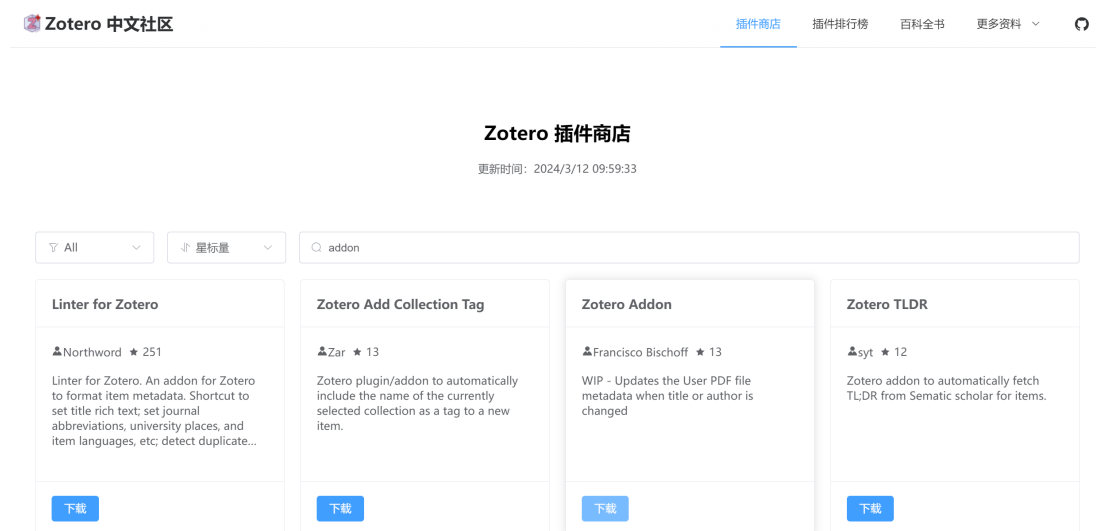 Zotero 中文社区
插件商店 插件排行榜 百科全书 更多资料
Zotero 插件商店
更新时间：2024/3/12 09:59:33
All 星标量 addon
Linter for Zotero
Northword 251
Linter for Zotero. An addon for Zotero
to format item metadata. Shortcut to
set title rich text; set journal
abbreviations, university places, and
item languages, etc; detect duplicate...
下载
Zotero Add Collection Tag
Zar 13
Zotero plugin/addon to automatically
include the name of the currently
selected collection as a tag to a new
item.
下载
Zotero Addon
Francisco Bischoff 13
WIP - Updates the User PDF file
metadata when title or author is
changed
下载
Zotero TLDR
syt 12
Zotero addon to automatically fetch
TL;DR from Sematic scholar for items.
下载